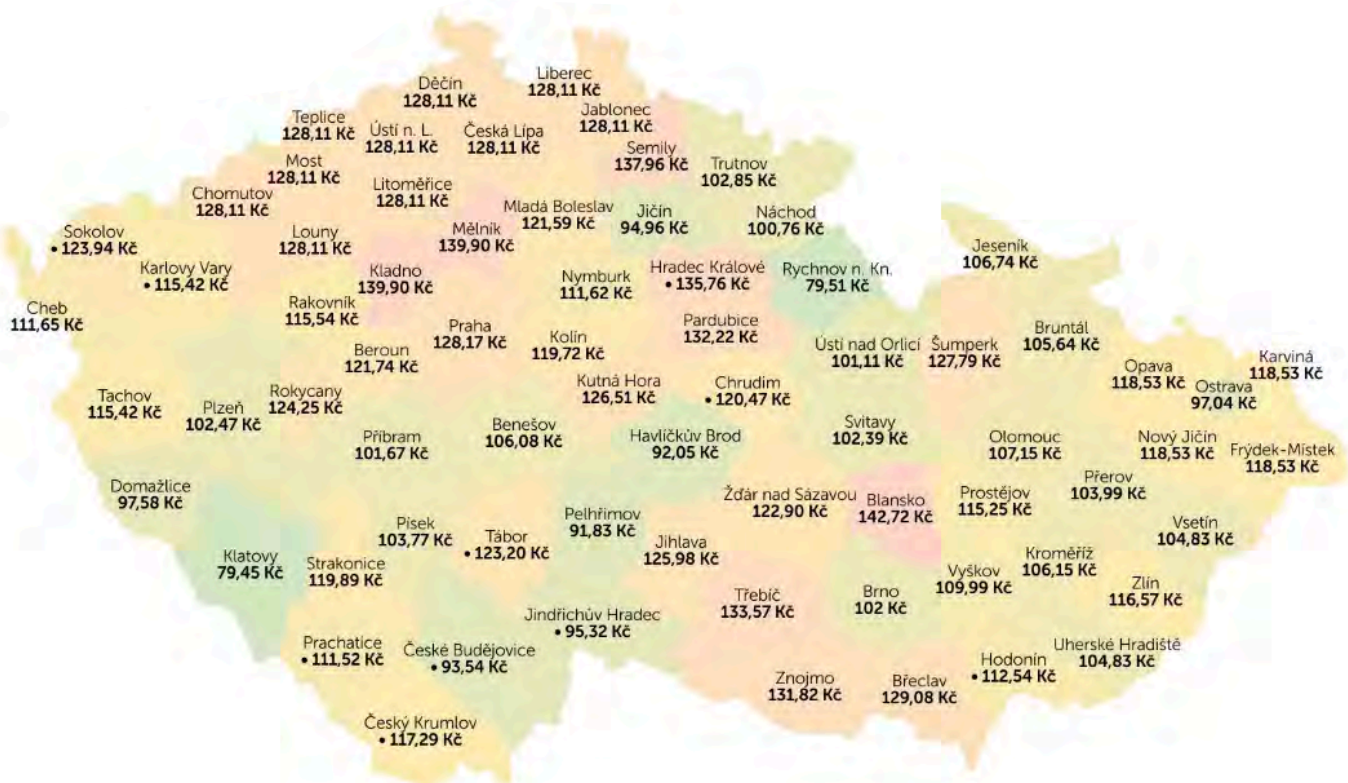 Děčín
128,11 Kč
Liberec
128,11 Kč
Teplice
128,11 Kč
Ústí n. L.
128,11 Kč
Česká Lípa
128,11 Kč
Jablonec
128,11 Kč
Semily
137,96 Kč
Trutnov
102,85 Kč
Most
128,11 Kč
Chomutov
128,11 Kč
Litoměřice
128,11 Kč
Mladá Boleslav
121,59 Kč
Jičín
94,96 Kč
Náchod
100,76 Kč
Sokolov
• 123,94 Kč
Louny
128,11 Kč
Mělník
139,90 Kč
Jeseník
106,74 Kč
Karlovy Vary
• 115,42 Kč
Kladno
139,90 Kč
Nymburk
111,62 Kč
Hradec Králové
• 135,76 Kč
Rychnov n. Kn.
79,51 Kč
Cheb
111,65 Kč
Rakovník
115,54 Kč
Praha
128,17 Kč
Kolín
119,72 Kč
Pardubice
132,22 Kč
Beroun
121,74 Kč
Ústí nad Orlicí
101,11 Kč
Šumperk
127,79 Kč
Bruntál
105,64 Kč
Opava
118,53 Kč
Karviná
118,53 Kč
Ostrava
97,04 Kč
Tachov
115,42 Kč
Plzeň
102,47 Kč
Rokycany
124,25 Kč
Kutná Hora
126,51 Kč
Chrudim
• 120,47 Kč
Příbram
101,67 Kč
Benešov
106,08 Kč
Havlíčkův Brod
92,05 Kč
Svitavy
102,39 Kč
Olomouc
107,15 Kč
Nový Jičín
118,53 Kč
Frýdek-Místek
118,53 Kč
Domažlice
97,58 Kč
Přerov
103,99 Kč
Žďár nad Sázavou
122,90 Kč
Blansko
142,72 Kč
Prostějov
115,25 Kč
Písek
103,77 Kč
Tábor
• 123,20 Kč
Pelhřimov
91,83 Kč
Jihlava
125,98 Kč
Vsetín
104,83 Kč
Klatovy
79,45 Kč
Strakonice
119,89 Kč
Kroměříž
106,15 Kč
Vyškov
109,99 Kč
Zlín
116,57 Kč
Třebíč
133,57 Kč
Brno
102 Kč
Jindřichův Hradec
• 95,32 Kč
Prachatice
• 111,52 Kč
České Budějovice
• 93,54 Kč
Uherské Hradiště
104,83 Kč
Hodonín
• 112,54 Kč
Znojmo
131,82 Kč
Břeclav
129,08 Kč
Český Krumlov
• 117,29 Kč